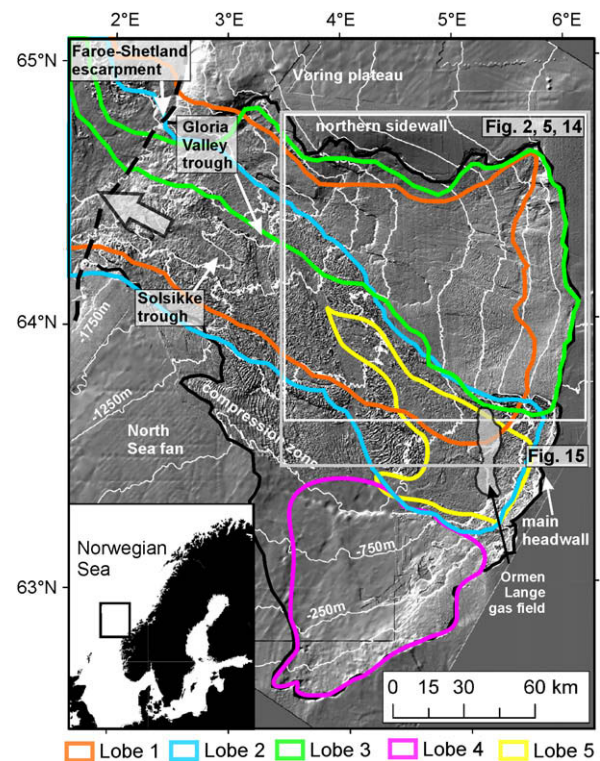 2°E 3° 4° 5° 6°E
65°N
Faroe-Shetland
escarpment
Vøring plateau
Gloria
Valley
trough
northern sidewall
Fig. 2, 5, 14
Solsikke
trough
64°N
-1750m
-1250m
North
Sea fan
compression zone
Fig. 15
main
headwall
-750m
-250m
Ormen
Lange
gas field
63°N
Norwegian
Sea
0 15 30 60 km
Lobe 1 Lobe 2 Lobe 3 Lobe 4 Lobe 5